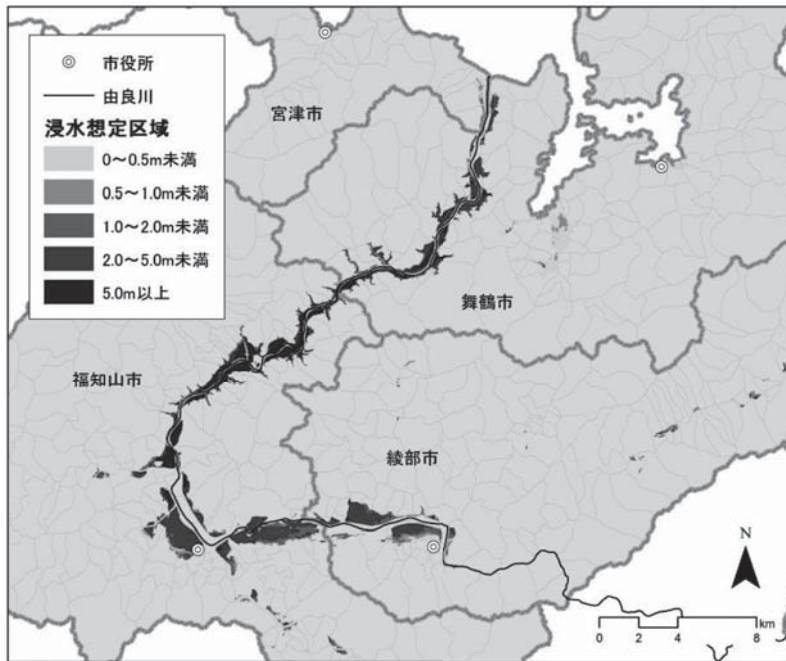 市役所
由良川
浸水想定区域
0～0.5m未満
0.5～1.0m未満
1.0～2.0m未満
2.0～5.0m未満
5.0m以上
宮津市
舞鶴市
福知山市
綾部市
N
km
0 2 4 8